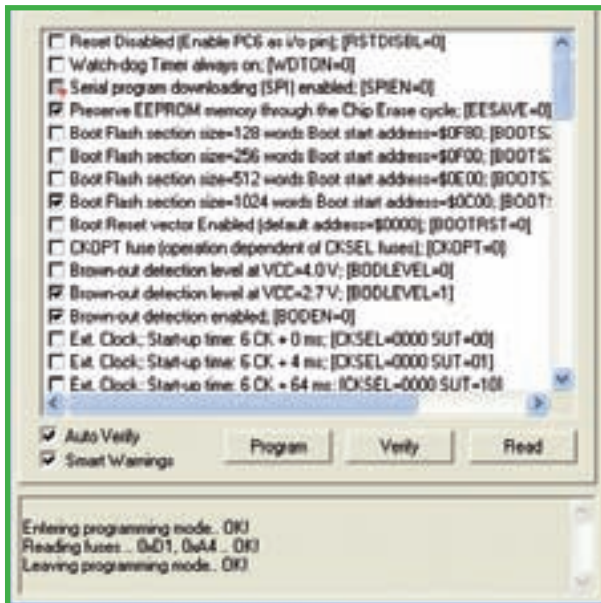 Reset Disabled (Enable PC6 as i/o pin); [RSTDISBL=0]
Watch-dog Timer always on; [WDTON=0]
Serial program downloading (SPI) enabled; [SPIEN=0]
Preserve EEPROM memory through the Chip Erase cycle; [EESAVE=0]
Boot Flash section size=128 words Boot start address=$0F80; [BOOTS
Boot Flash section size=256 words Boot start address=$0F00; [BOOTS
Boot Flash section size=512 words Boot start address=$0E00; [BOOTS
Boot Flash section size=1024 words Boot start address=$0C00; [BOOT
Boot Reset vector Enabled (default address=$0000); [BOOTRST=0]
CKOPT fuse (operation dependent of CKSEL fuses); [CKOPT=0]
Brown-out detection level at VCC=4.0 V; [BODLEVEL=0]
Brown-out detection level at VCC=2.7 V; [BODLEVEL=1]
Brown-out detection enabled; [BODEN=0]
Ext. Clock; Start-up time: 6 CK + 0 ms; [CKSEL=0000 SUT=00]
Ext. Clock; Start-up time: 6 CK + 4 ms; [CKSEL=0000 SUT=01]
Ext. Clock; Start-up time: 6 CK + 64 ms; [CKSEL=0000 SUT=10]
Auto Verify
Smart Warnings
Program Verify Read
Entering programming mode.. OK!
Reading fuses .. 0xD1, 0xA4 .. OK!
Leaving programming mode.. OK!